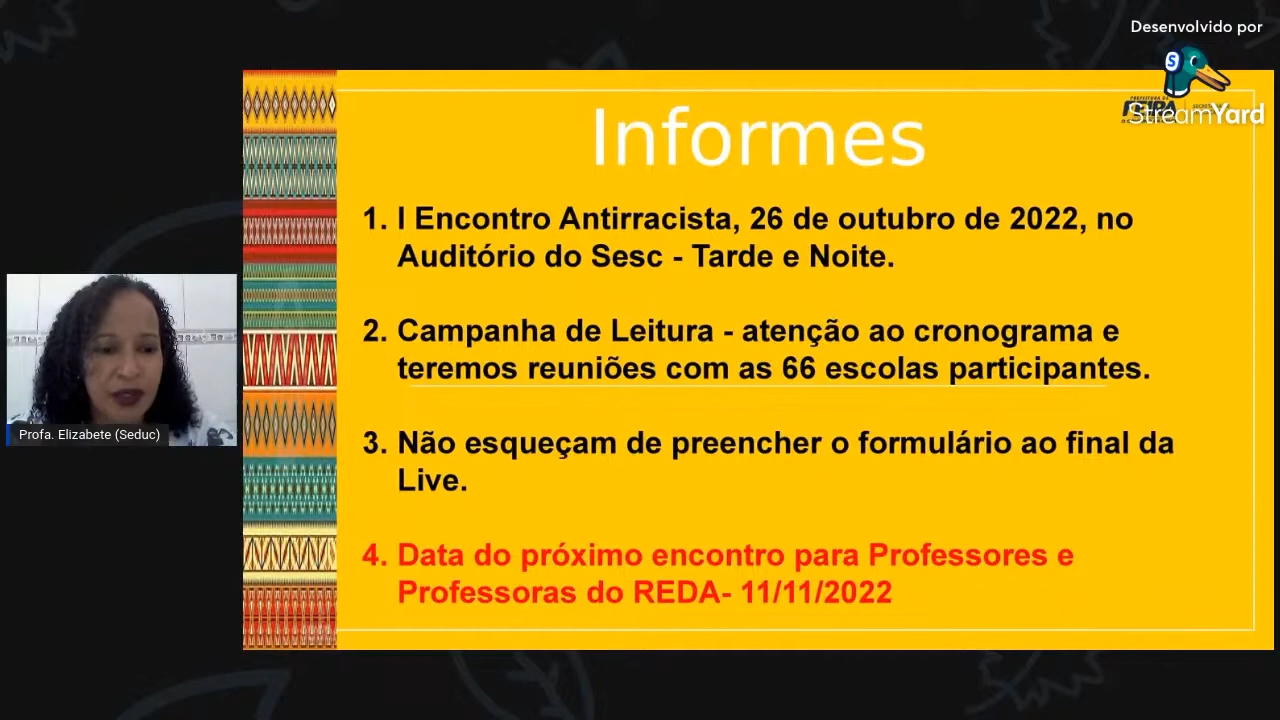 Desenvolvido por
StreamYard
FEIRA
Informes
1. I Encontro Antirracista, 26 de outubro de 2022, no
Auditório do Sesc - Tarde e Noite.
2. Campanha de Leitura - atenção ao cronograma e
teremos reuniões com as 66 escolas participantes.
3. Não esqueçam de preencher o formulário ao final da
Live.
4. Data do próximo encontro para Professores e
Professoras do REDA- 11/11/2022
Profa. Elizabete (Seduc)